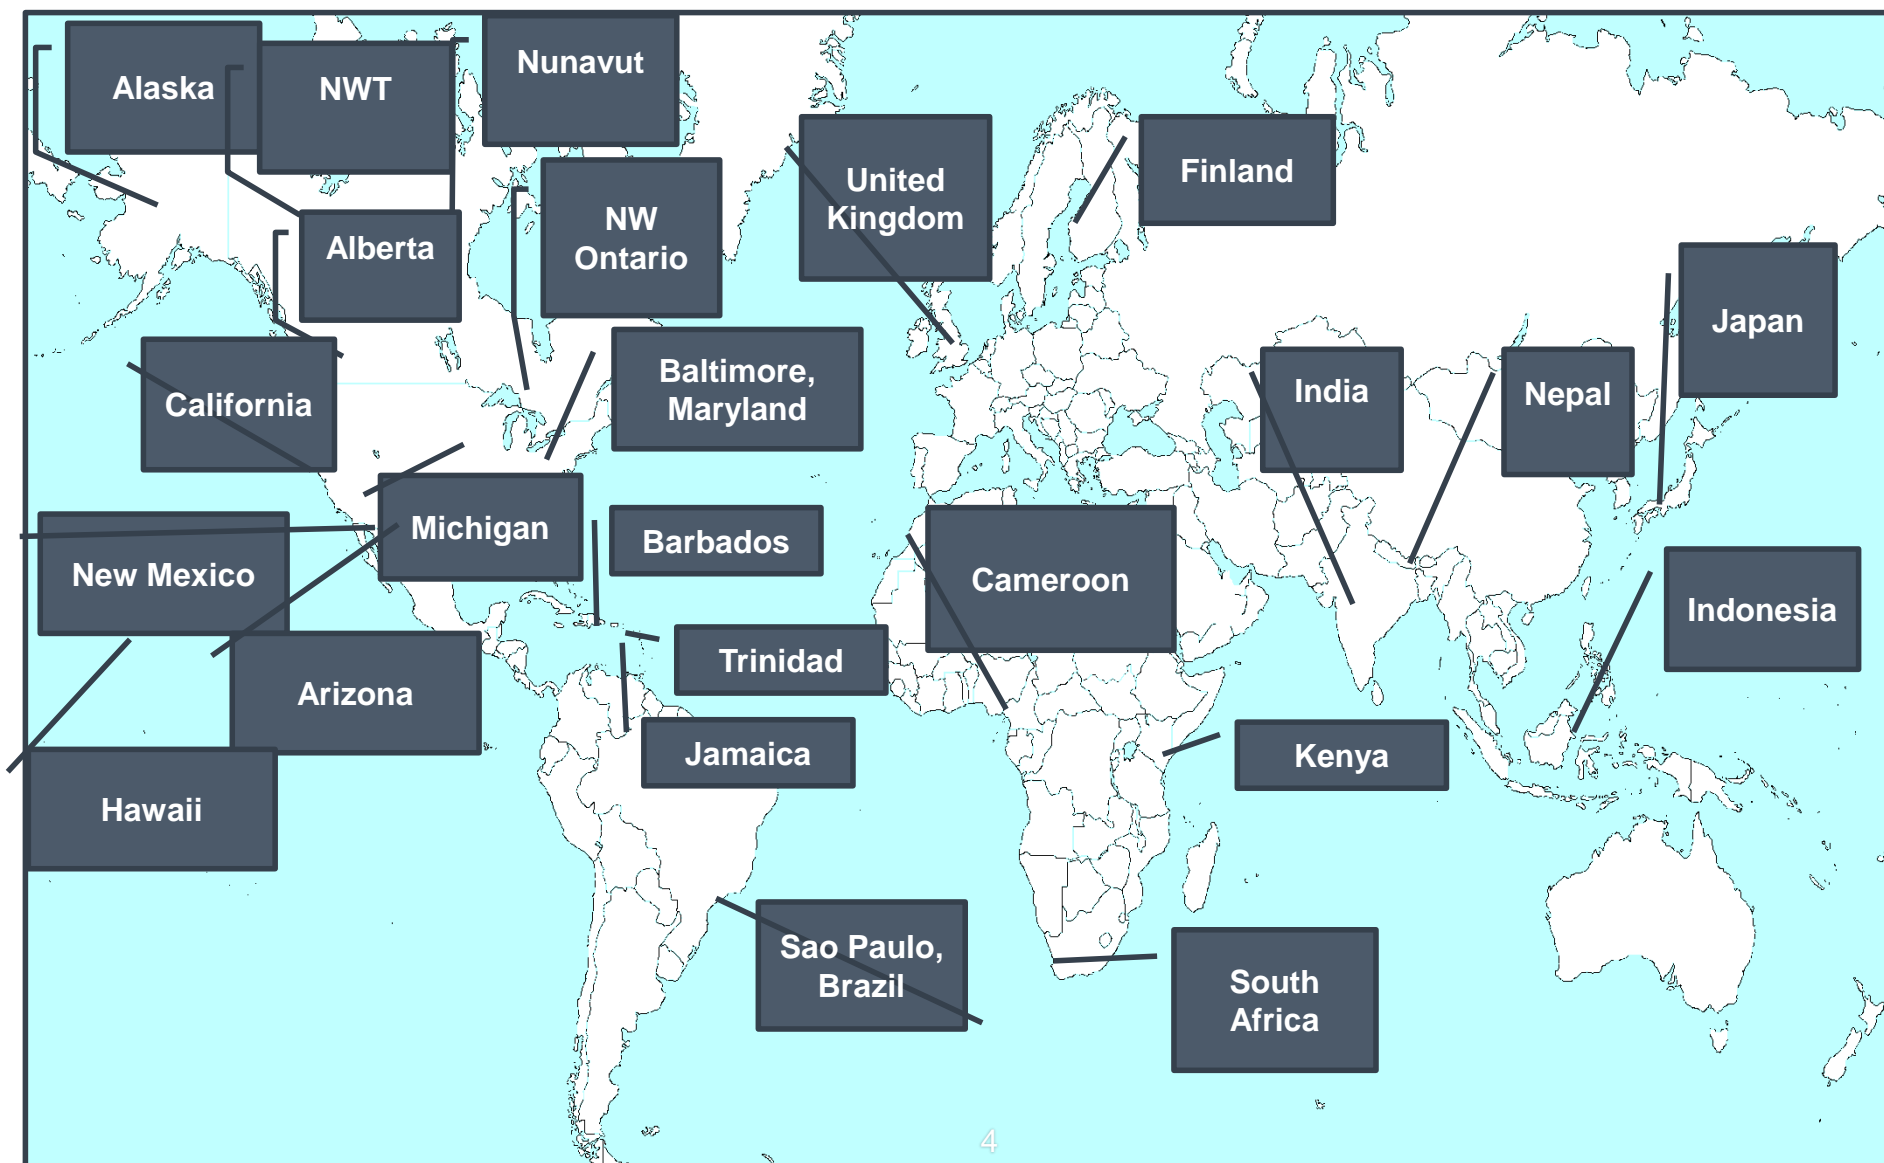 Alaska
NWT
Nunavut
United
Kingdom
Finland
NW
Ontario
Alberta
Japan
California
Baltimore,
Maryland
India
Nepal
Michigan
Barbados
New Mexico
Cameroon
Indonesia
Trinidad
Arizona
Jamaica
Kenya
Hawaii
Sao Paulo,
Brazil
South
Africa
4